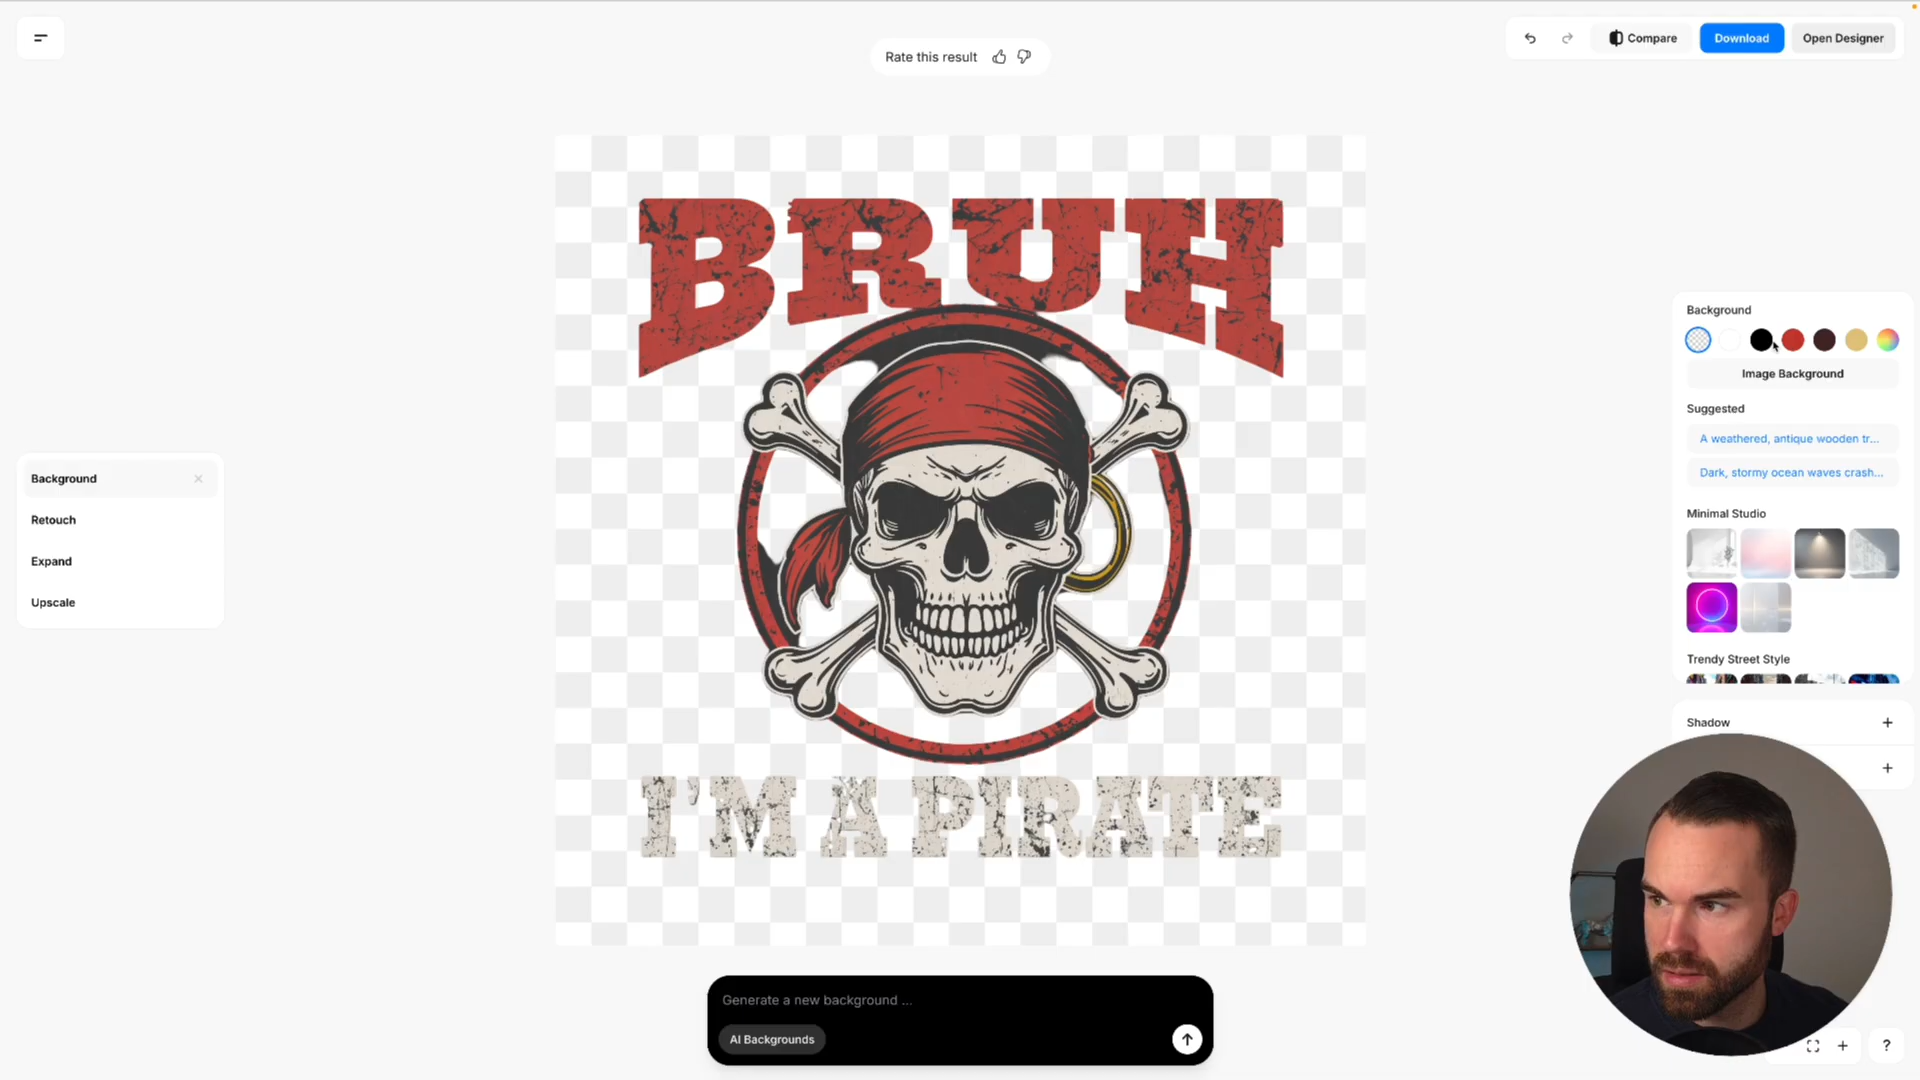 Rate this result
Compare
Download
Open Designer
BRUH
I'M A PIRATE
Background
Retouch
Expand
Upscale
Background
Image Background
Suggested
A weathered, antique wooden tr...
Dark, stormy ocean waves crash...
Minimal Studio
Trendy Street Style
Shadow
Generate a new background ...
AI Backgrounds
?